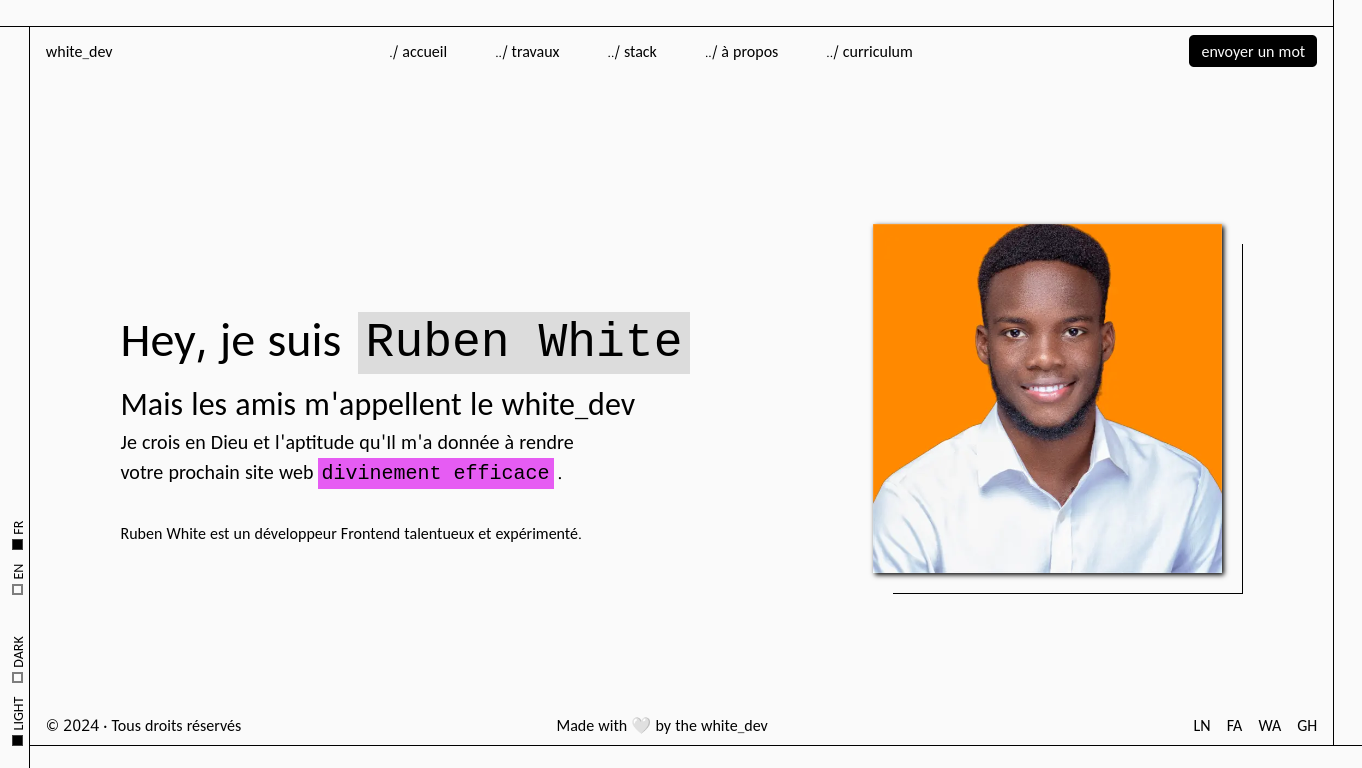 white_dev
./ accueil
../ travaux
../ stack
../ à propos
../ curriculum
envoyer un mot
Hey, je suis Ruben White
Mais les amis m'appellent le white_dev
Je crois en Dieu et l'aptitude qu'Il m'a donnée à rendre
votre prochain site web divinement efficace .
Ruben White est un développeur Frontend talentueux et expérimenté.
FR
EN
DARK
LIGHT
© 2024 · Tous droits réservés
Made with 🤍 by the white_dev
LN FA WA GH